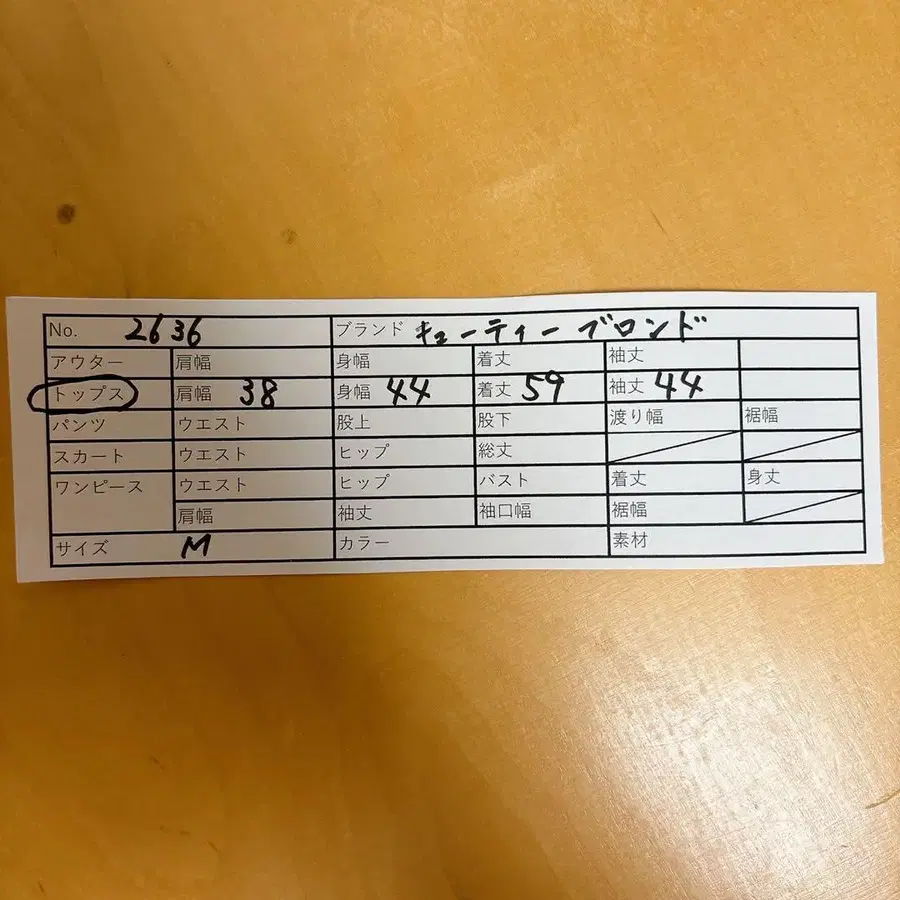 No. 2636 ブランド キューティーブロンド
アウター 肩幅 身幅 着丈 袖丈
トップス 肩幅 38 身幅 44 着丈 59 袖丈 44
パンツ ウエスト 股上 股下 渡り幅 裾幅
スカート ウエスト ヒップ 総丈
ワンピース ウエスト ヒップ バスト 着丈 身丈
肩幅 袖丈 袖口幅 裾幅
サイズ M カラー 素材